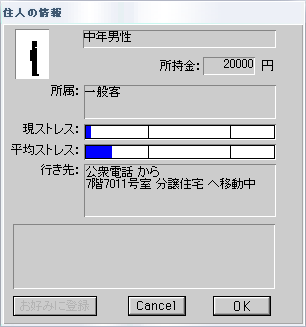 住人の情報
中年男性
所持金: 20000 円
所属: 一般客
現ストレス:
平均ストレス:
行き先: 公衆電話 から
7階7011号室 分譲住宅 へ移動中
お好みに登録 Cancel OK